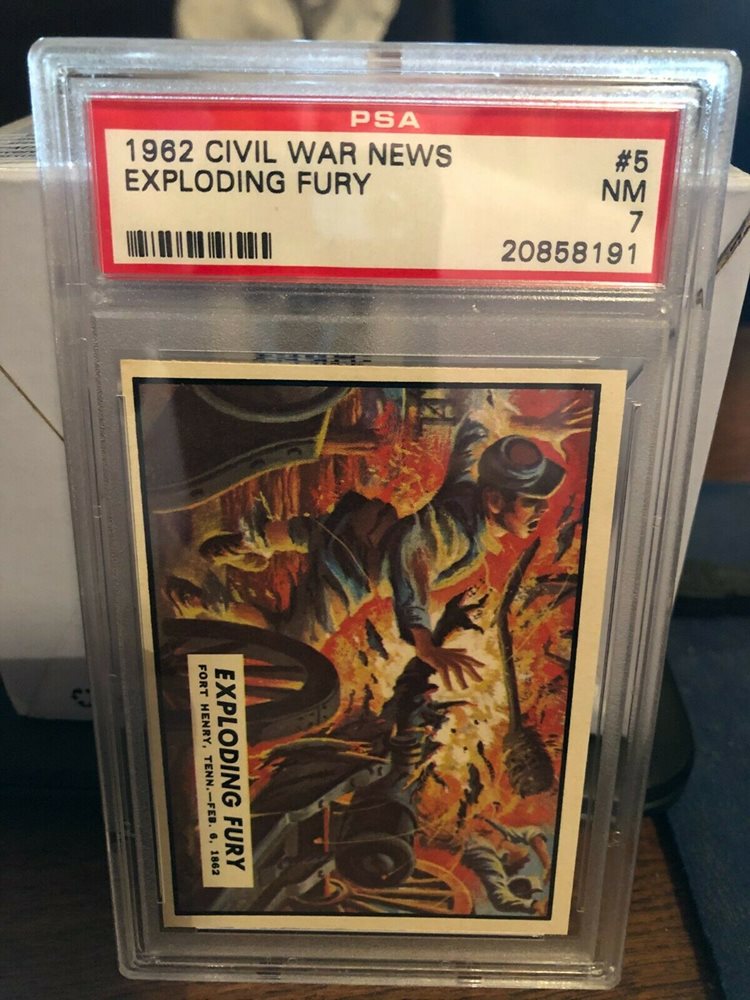 PSA
1962 CIVIL WAR NEWS #5
EXPLODING FURY NM
7
20858191
EXPLODING FURY
FORT HENRY, TENN.—FEB. 6, 1862